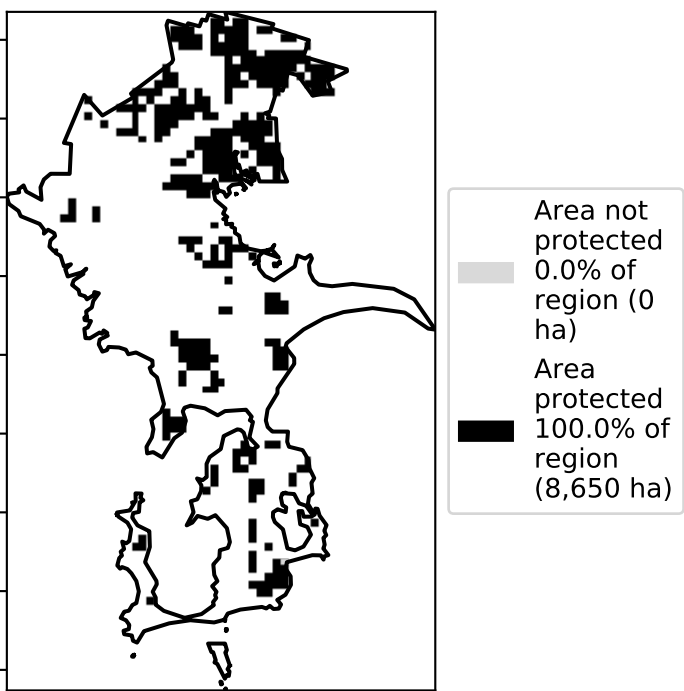 Area not
protected
0.0% of
region (0
ha)
Area
protected
100.0% of
region
(8,650 ha)